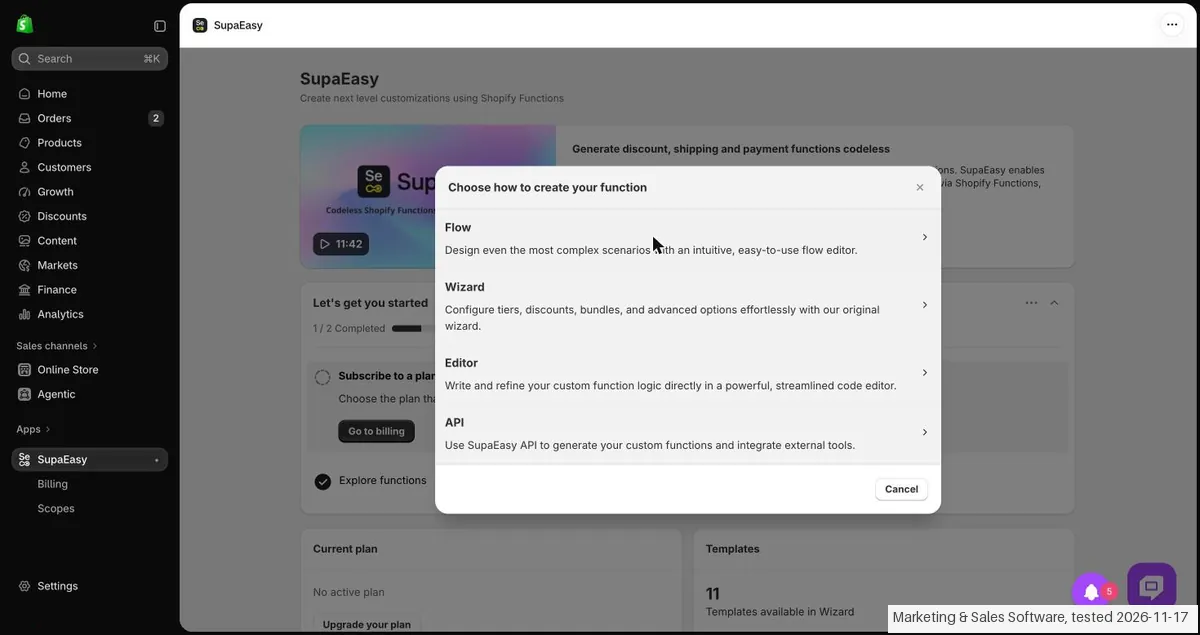 Search ⌘K
Home
Orders 2
Products
Customers
Growth
Discounts
Content
Markets
Finance
Analytics
Sales channels
Online Store
Agentic
Apps
SupaEasy
Billing
Scopes
Settings
Se SupaEasy
SupaEasy
Create next level customizations using Shopify Functions
Se Sup
Codeless Shopify Functions
11:42
Generate discount, shipping and payment functions codeless
ons. SupaEasy enables
via Shopify Functions,
Let's get you started
1 / 2 Completed
Subscribe to a plan
Choose the plan tha
Go to billing
Explore functions
Choose how to create your function
Flow
Design even the most complex scenarios with an intuitive, easy-to-use flow editor.
Wizard
Configure tiers, discounts, bundles, and advanced options effortlessly with our original
wizard.
Editor
Write and refine your custom function logic directly in a powerful, streamlined code editor.
API
Use SupaEasy API to generate your custom functions and integrate external tools.
Cancel
Current plan
No active plan
Upgrade your plan
Templates
11
Templates available in Wizard
5
Marketing & Sales Software, tested 2026-11-17